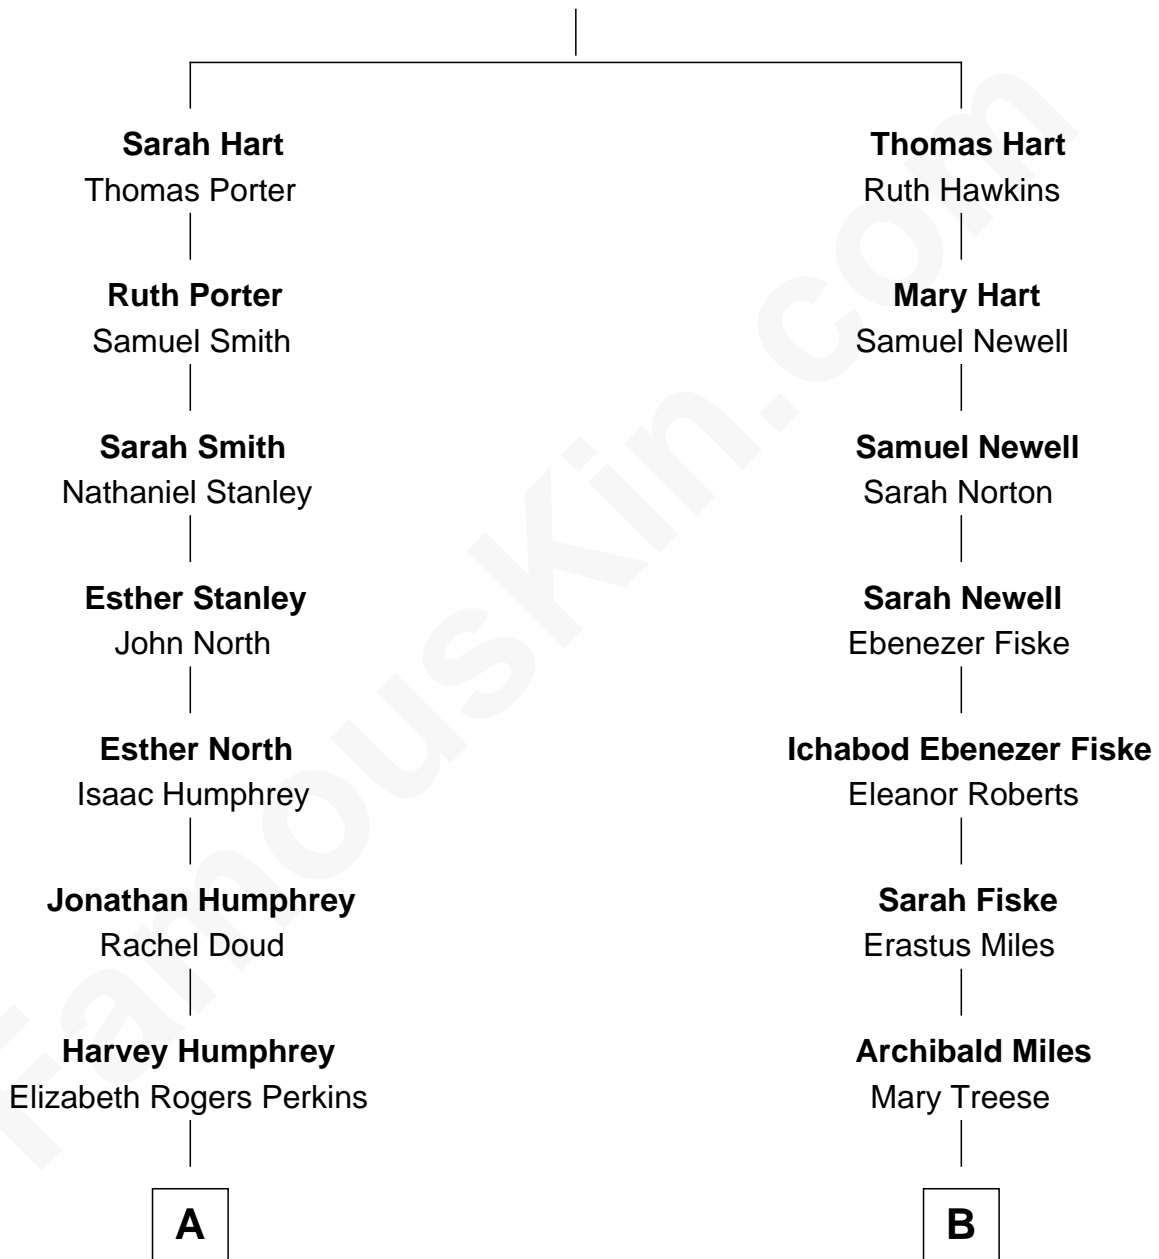 Sarah Hart
Thomas Porter
Thomas Hart
Ruth Hawkins
Ruth Porter
Samuel Smith
Mary Hart
Samuel Newell
Sarah Smith
Nathaniel Stanley
Samuel Newell
Sarah Norton
Esther Stanley
John North
Sarah Newell
Ebenezer Fiske
Esther North
Isaac Humphrey
Ichabod Ebenezer Fiske
Eleanor Roberts
Jonathan Humphrey
Rachel Doud
Sarah Fiske
Erastus Miles
Harvey Humphrey
Elizabeth Rogers Perkins
Archibald Miles
Mary Treese
A
B
FamousKin.com